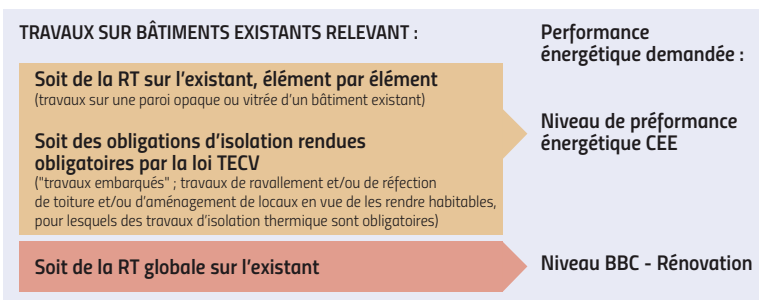 TRAVAUX SUR BÂTIMENTS EXISTANTS RELEVANT :
Performance
énergétique demandée :
Soit de la RT sur l'existant, élément par élément
(travaux sur une paroi opaque ou vitrée d'un bâtiment existant)
Soit des obligations d'isolation rendues
obligatoires par la loi TECV
("travaux embarqués" ; travaux de ravallement et/ou de réfection
de toiture et/ou d'aménagement de locaux en vue de les rendre habitables,
pour lesquels des travaux d'isolation thermique sont obligatoires)
Niveau de préformance
énergétique CEE
Soit de la RT globale sur l'existant
Niveau BBC - Rénovation